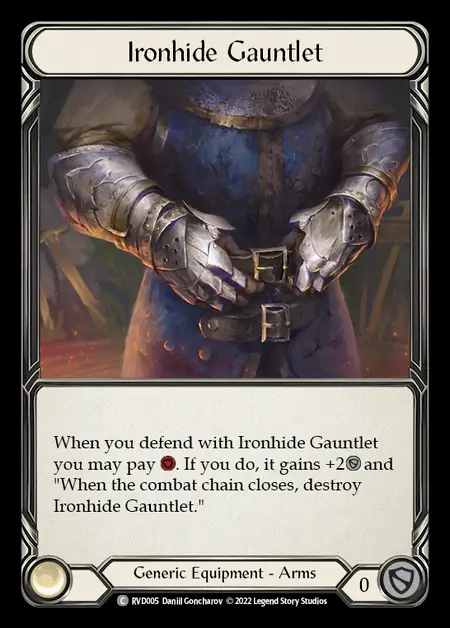 Ironhide Gauntlet
When you defend with Ironhide Gauntlet
you may pay . If you do, it gains +2 and
"When the combat chain closes, destroy
Ironhide Gauntlet."
Generic Equipment - Arms
0
C RVD005 Daniil Goncharov © 2022 Legend Story Studios